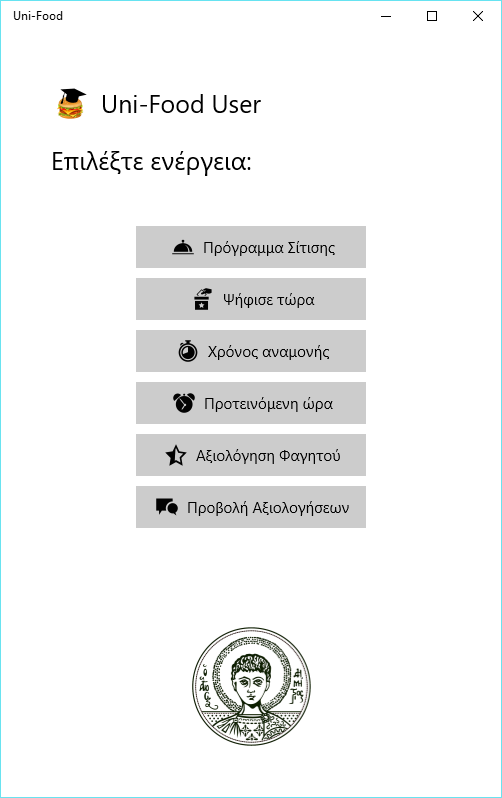 Uni-Food
Uni-Food User
Επιλέξτε ενέργεια:
Πρόγραμμα Σίτισης
Ψήφισε τώρα
Χρόνος αναμονής
Προτεινόμενη ώρα
Αξιολόγηση Φαγητού
Προβολή Αξιολογήσεων